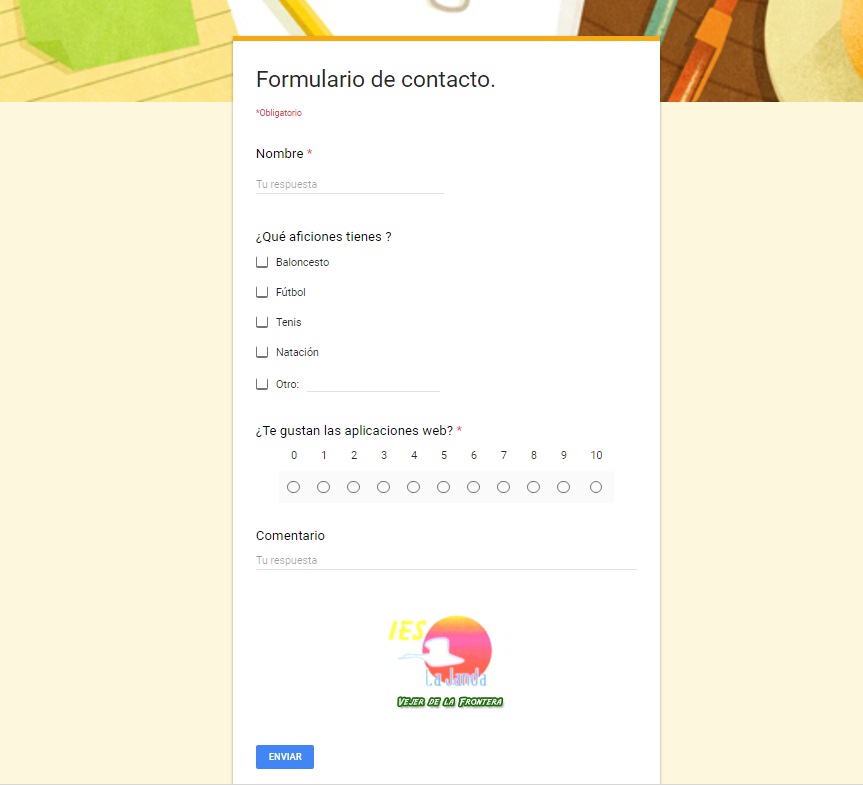 Formulario de contacto.
*Obligatorio
Nombre *
Tu respuesta
¿Qué aficiones tienes ?
Baloncesto
Fútbol
Tenis
Natación
Otro:
¿Te gustan las aplicaciones web? *
0 1 2 3 4 5 6 7 8 9 10
Comentario
Tu respuesta
IES
La Janda
VEJER DE LA FRONTERA
ENVIAR